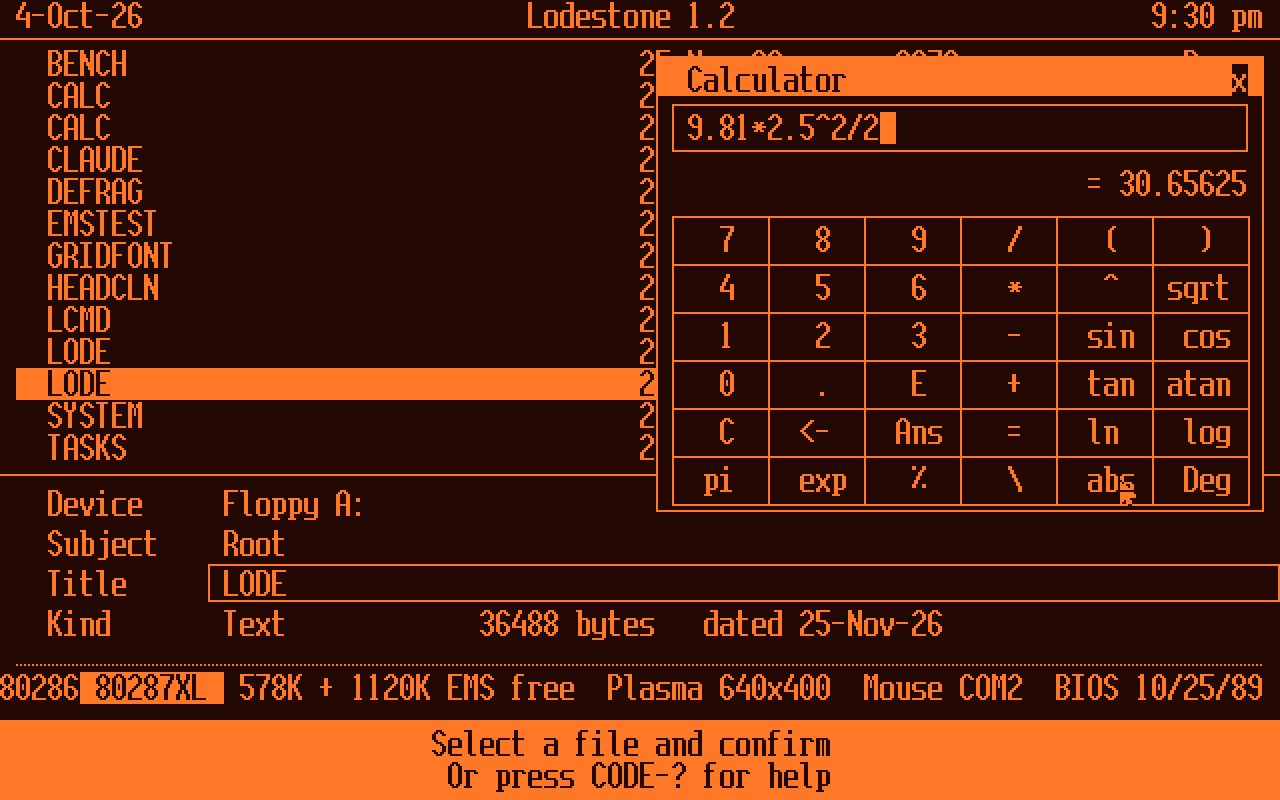 4-Oct-26 Lodestone 1.2 9:30 pm
BENCH
CALC
CALC
CLAUDE
DEFRAG
EMSTEST
GRIDFONT
HEADCLN
LCMD
LODE
LODE
SYSTEM
TASKS
Calculator x
9.81*2.5^2/2
= 30.65625
7 8 9 / ( )
4 5 6 * ^ sqrt
1 2 3 - sin cos
0 . E + tan atan
C <- Ans = ln log
pi exp % \ abs Deg
Device Floppy A:
Subject Root
Title LODE
Kind Text 36488 bytes dated 25-Nov-26
80286 80287XL 578K + 1120K EMS free Plasma 640x400 Mouse COM2 BIOS 10/25/89
Select a file and confirm
Or press CODE-? for help